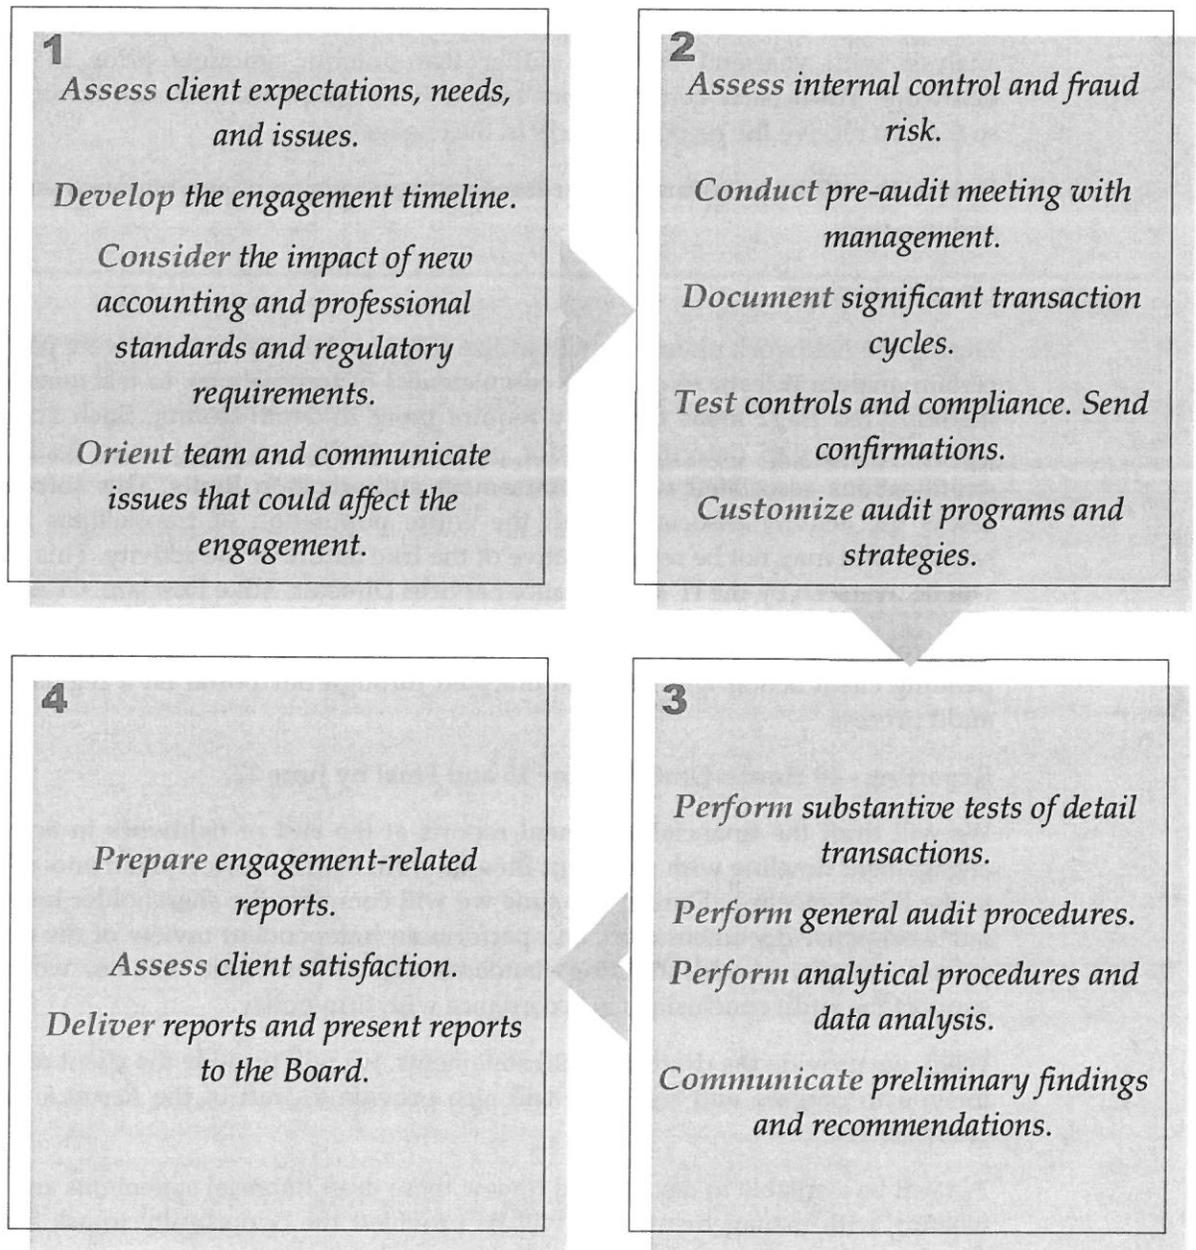 1
Assess client expectations, needs,
and issues.
Develop the engagement timeline.
Consider the impact of new
accounting and professional
standards and regulatory
requirements.
Orient team and communicate
issues that could affect the
engagement.
2
Assess internal control and fraud
risk.
Conduct pre-audit meeting with
management.
Document significant transaction
cycles.
Test controls and compliance. Send
confirmations.
Customize audit programs and
strategies.
3
Perform substantive tests of detail
transactions.
Perform general audit procedures.
Perform analytical procedures and
data analysis.
Communicate preliminary findings
and recommendations.
4
Prepare engagement-related
reports.
Assess client satisfaction.
Deliver reports and present reports
to the Board.